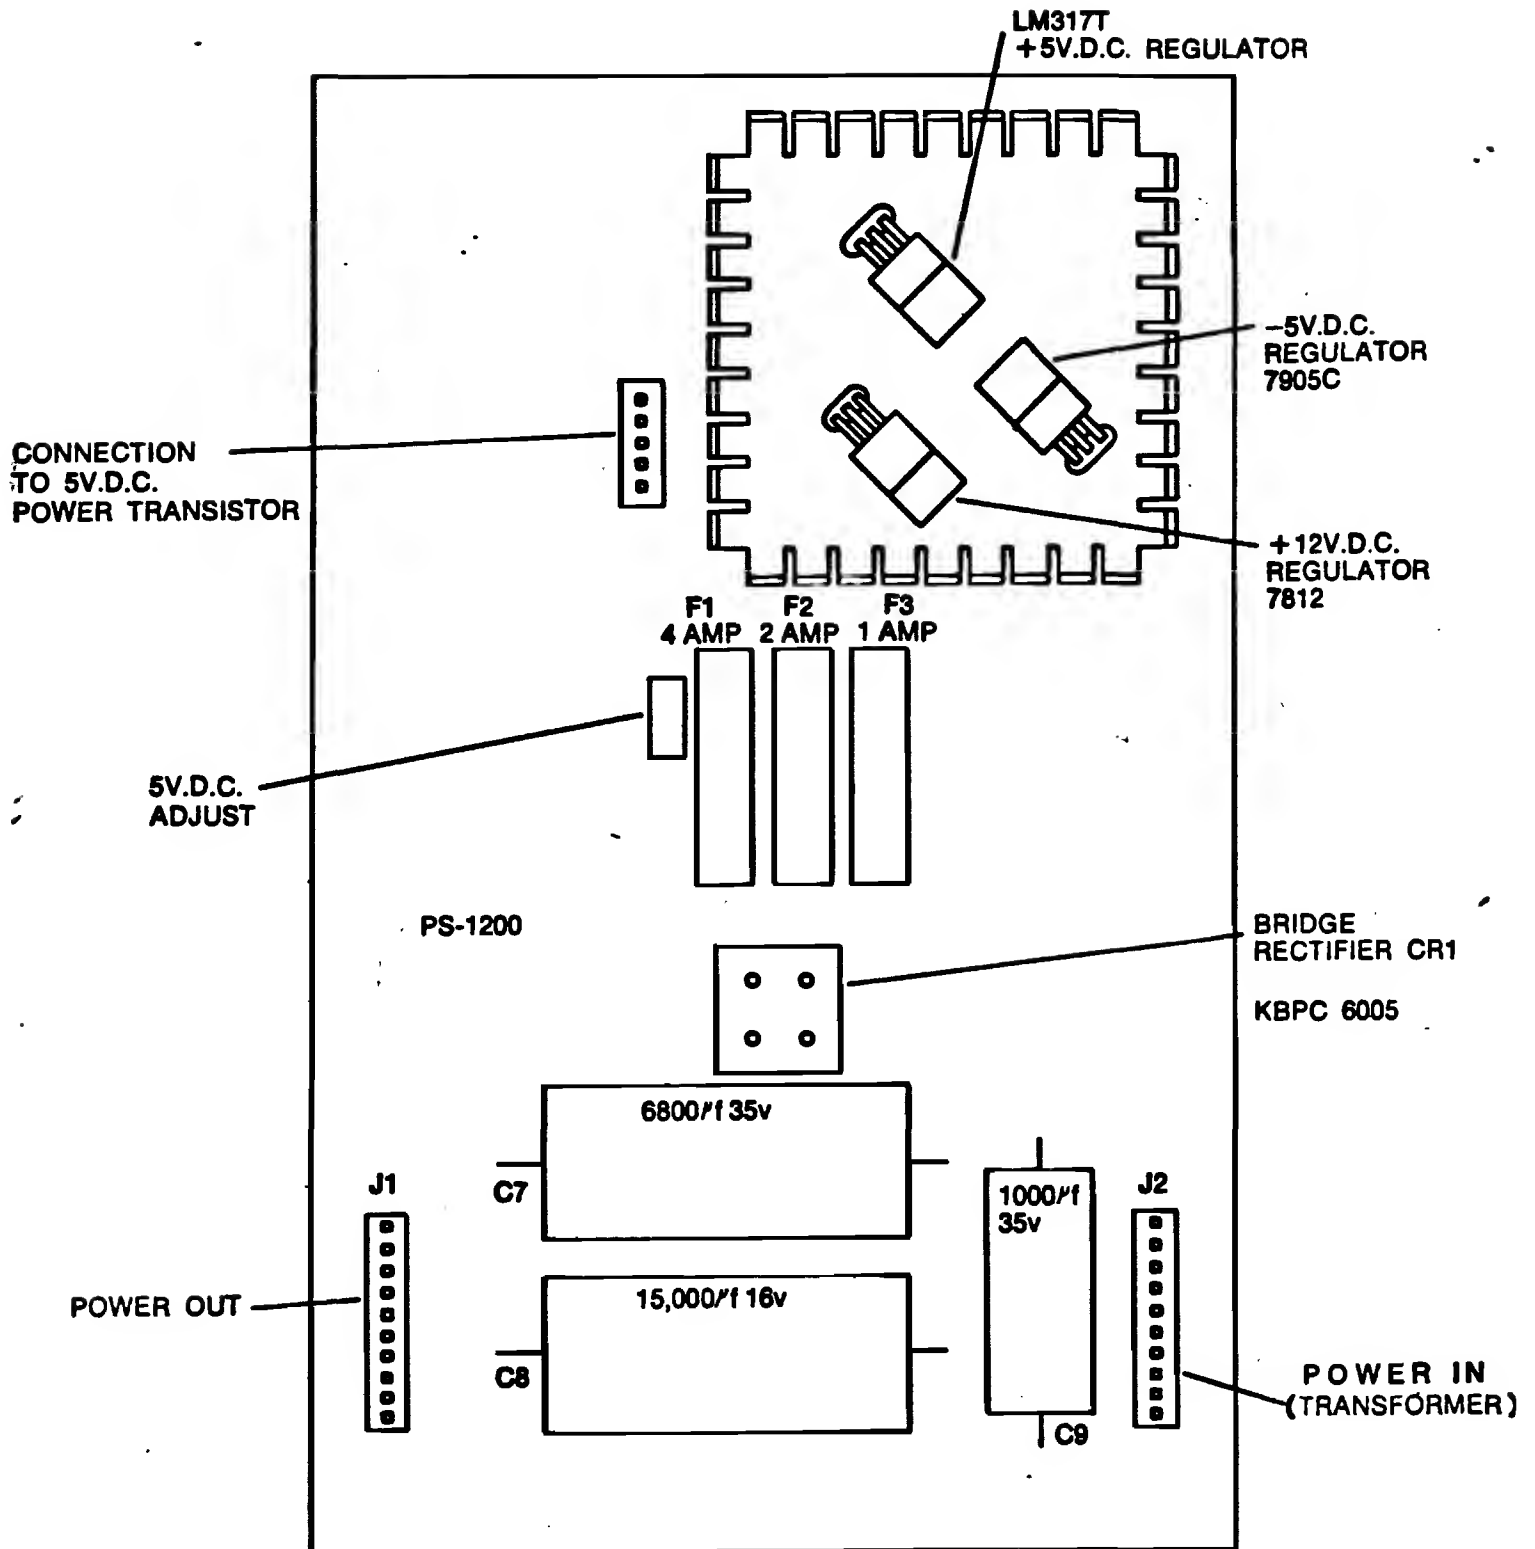 LM317T
+5V.D.C. REGULATOR
-5V.D.C.
REGULATOR
7905C
CONNECTION
TO 5V.D.C.
POWER TRANSISTOR
+12V.D.C.
REGULATOR
7812
F1
4 AMP
F2
2 AMP
F3
1 AMP
5V.D.C.
ADJUST
PS-1200
BRIDGE
RECTIFIER CR1
KBPC 6005
6800µf 35v
C7
J1
1000µf
35v
J2
POWER OUT
15,000µf 16v
C8
C9
POWER IN
(TRANSFORMER)